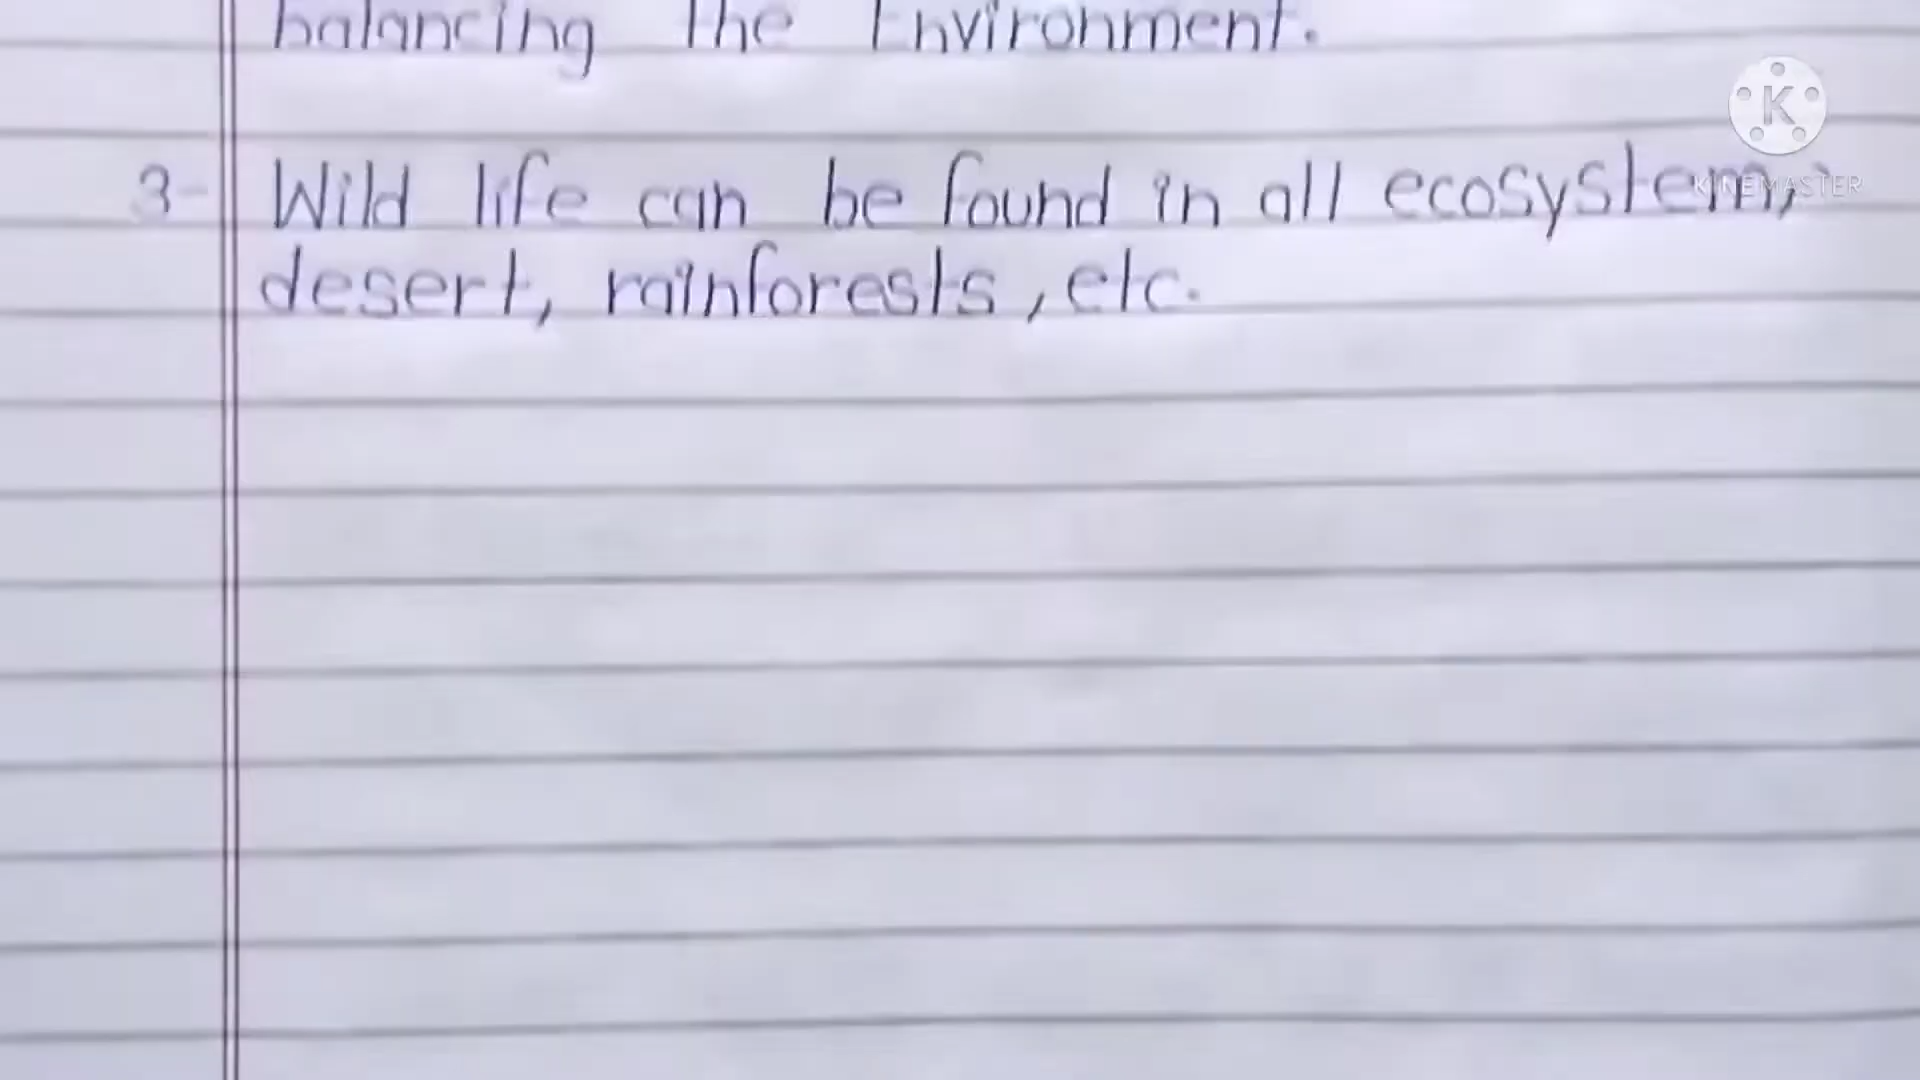 balancing the Environment.
K
KINEMASTER
3- Wild life can be found in all ecosystem,
desert, rainforests, etc.